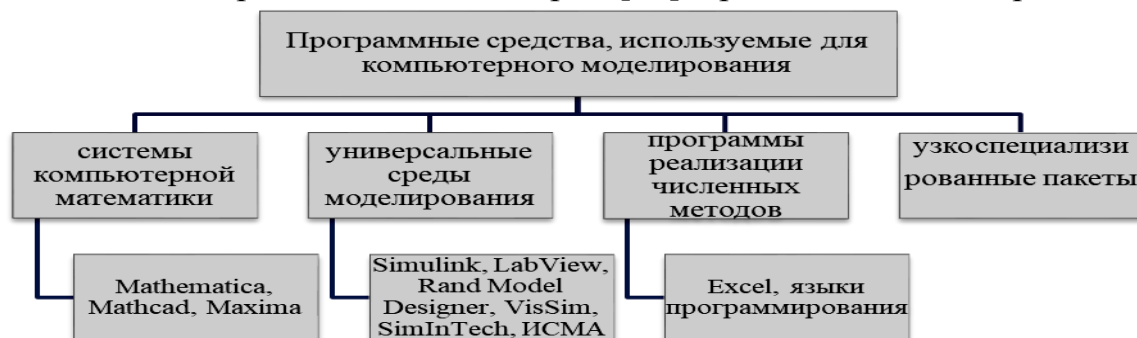 Программные средства, используемые для
компьютерного моделирования
системы
компьютерной
математики
универсальные
среды
моделирования
программы
реализации
численных
методов
узкоспециализи
рованные пакеты
Mathematica,
Mathcad, Maxima
Simulink, LabView,
Rand Model
Designer, VisSim,
SimInTech, ИСМА
Excel, языки
программирования